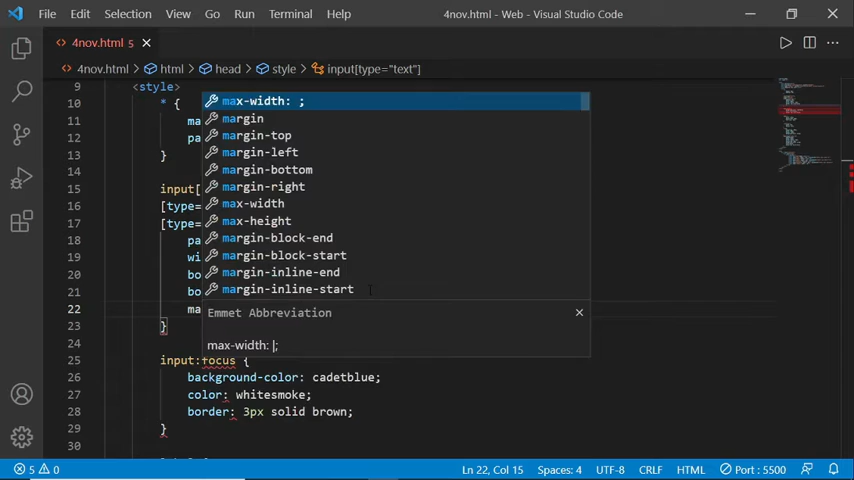 File Edit Selection View Go Run Terminal Help 4nov.html - Web - Visual Studio Code
4nov.html 5
4nov.html > html > head > style > input[type="text"]
9 <style>
10 * {
11 ma
12 pa
13 }
14
15 input[
16 [type=
17 [type=
18 pa
19 wi
20 bo
21 bo
22 ma
23 }
max-width: ;
margin
margin-top
margin-left
margin-bottom
margin-right
max-width
max-height
margin-block-end
margin-block-start
margin-inline-end
margin-inline-start
Emmet Abbreviation
max-width: |;
24
25 input:focus {
26 background-color: cadetblue;
27 color: whitesmoke;
28 border: 3px solid brown;
29 }
30
5 0 Ln 22, Col 15 Spaces: 4 UTF-8 CRLF HTML Port : 5500